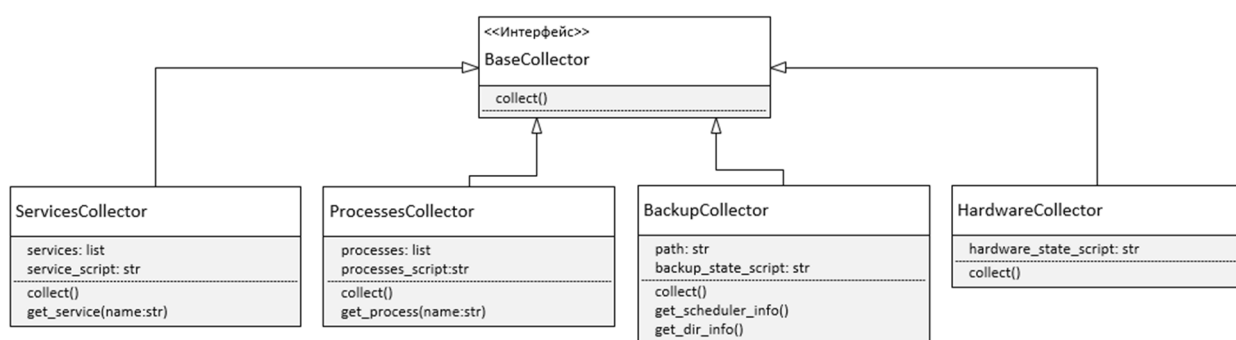 <<Интерфейс>>
BaseCollector
collect()
ServicesCollector
services: list
service_script: str
collect()
get_service(name:str)
ProcessesCollector
processes: list
processes_script:str
collect()
get_process(name:str)
BackupCollector
path: str
backup_state_script: str
collect()
get_scheduler_info()
get_dir_info()
HardwareCollector
hardware_state_script: str
collect()